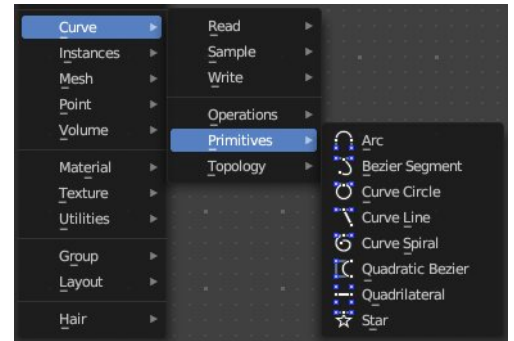 Curve
Instances
Mesh
Point
Volume
Material
Texture
Utilities
Group
Layout
Hair
Read
Sample
Write
Operations
Primitives
Topology
Arc
Bezier Segment
Curve Circle
Curve Line
Curve Spiral
Quadratic Bezier
Quadrilateral
Star